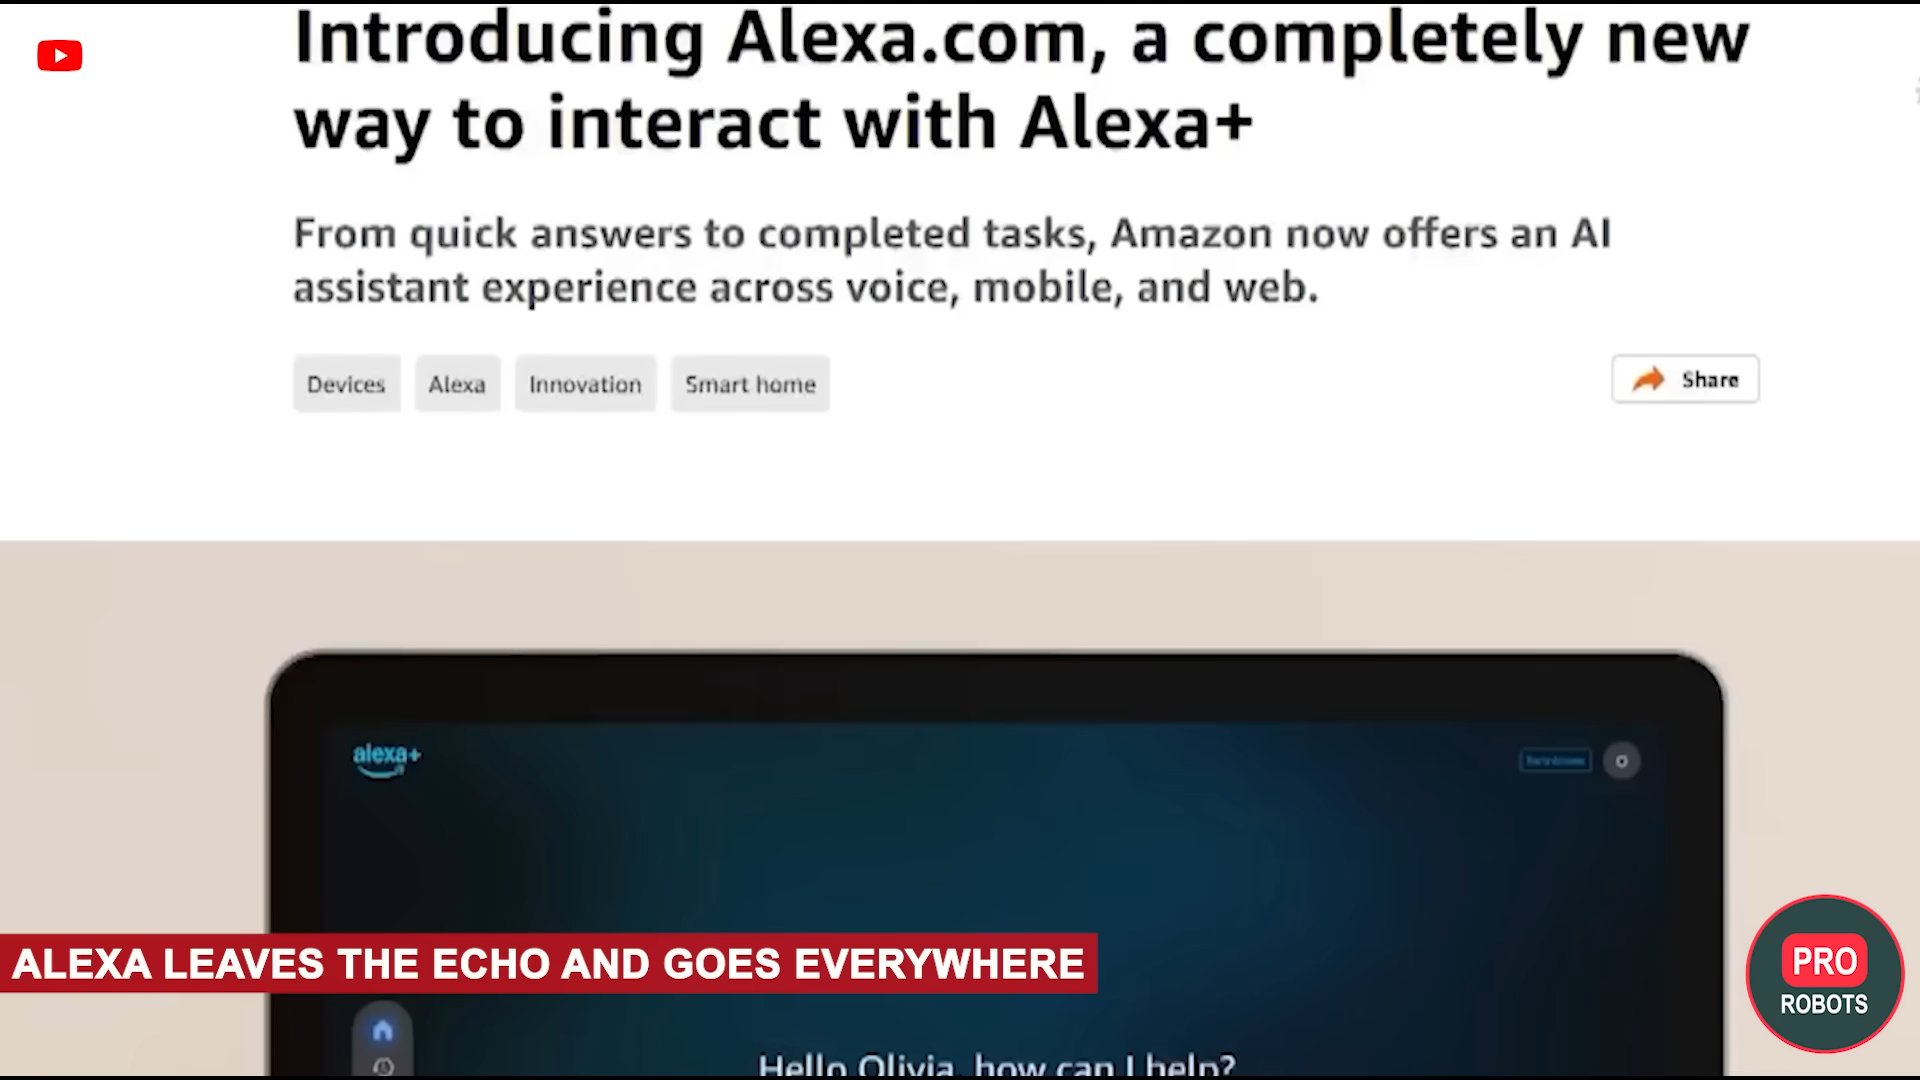 Introducing Alexa.com, a completely new
way to interact with Alexa+
From quick answers to completed tasks, Amazon now offers an AI
assistant experience across voice, mobile, and web.
Devices
Alexa
Innovation
Smart home
Share
alexa+
O
ALEXA LEAVES THE ECHO AND GOES EVERYWHERE
PRO
ROBOTS
Hello Olivia, how can I help?